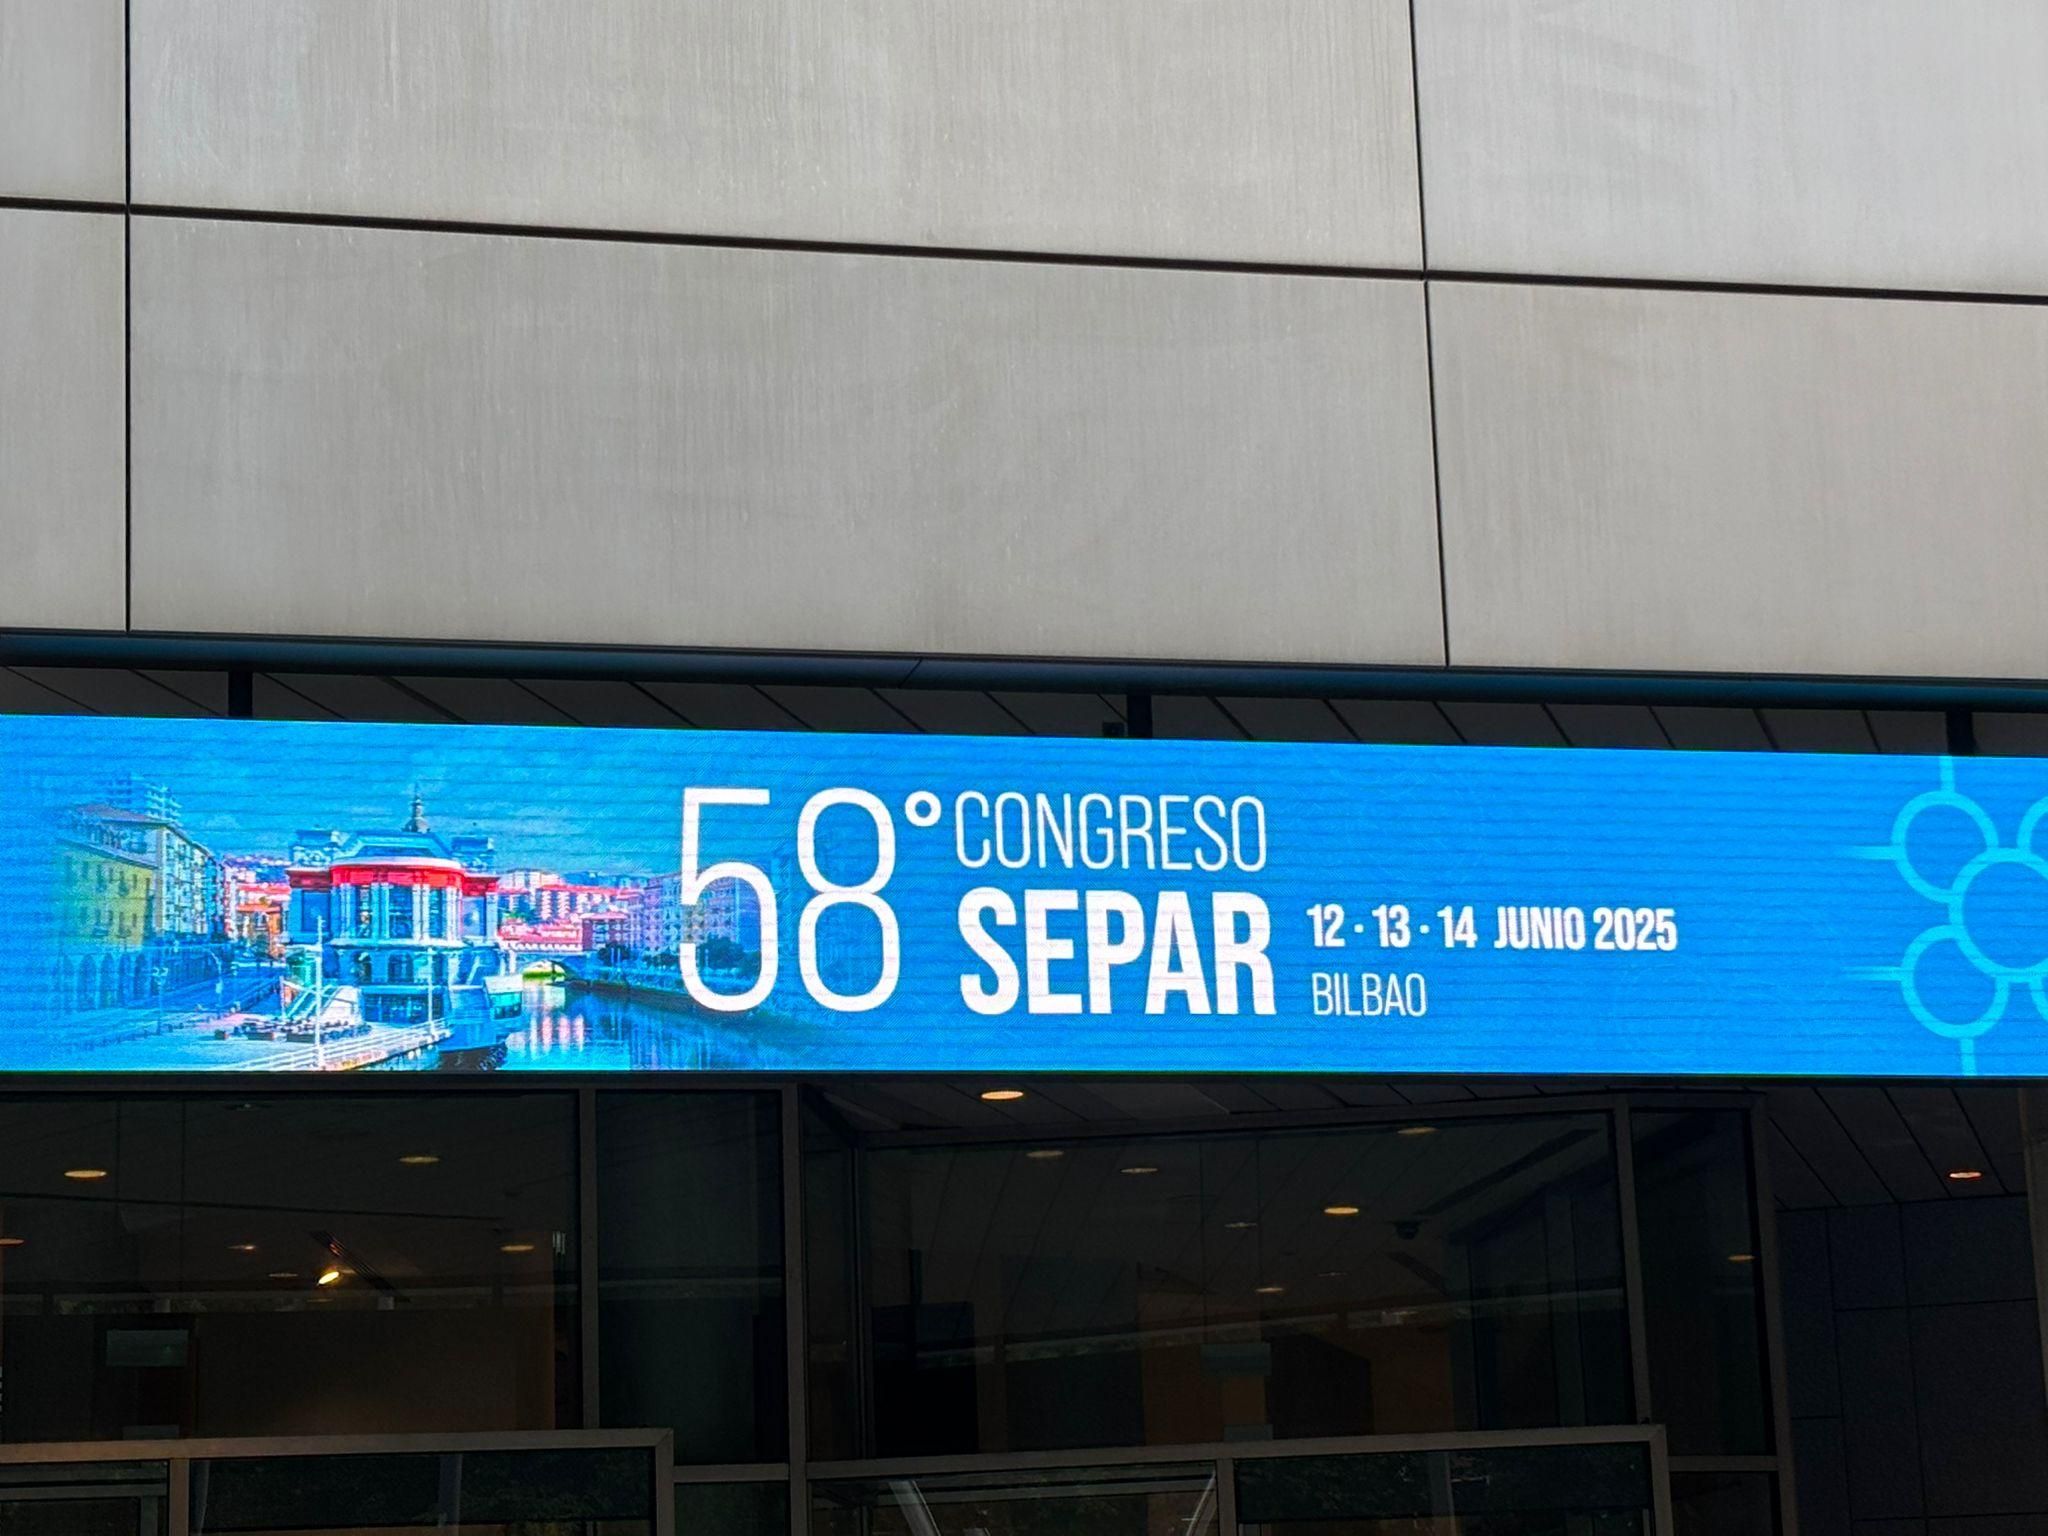 58° CONGRESO
SEPAR
12 · 13 · 14 JUNIO 2025
BILBAO